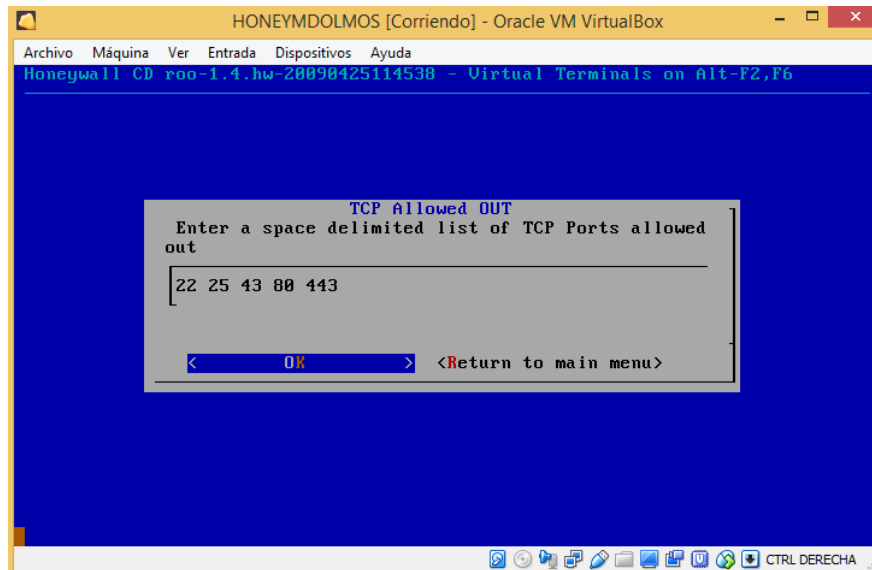 HONEYMDOLMOS [Corriendo] - Oracle VM VirtualBox
Archivo Máquina Ver Entrada Dispositivos Ayuda
Honeywall CD roo-1.4.hw-20090425114538 - Virtual Terminals on Alt-F2,F6
TCP Allowed OUT
Enter a space delimited list of TCP Ports allowed
out
22 25 43 80 443
< OK > <Return to main menu>
CTRL DERECHA